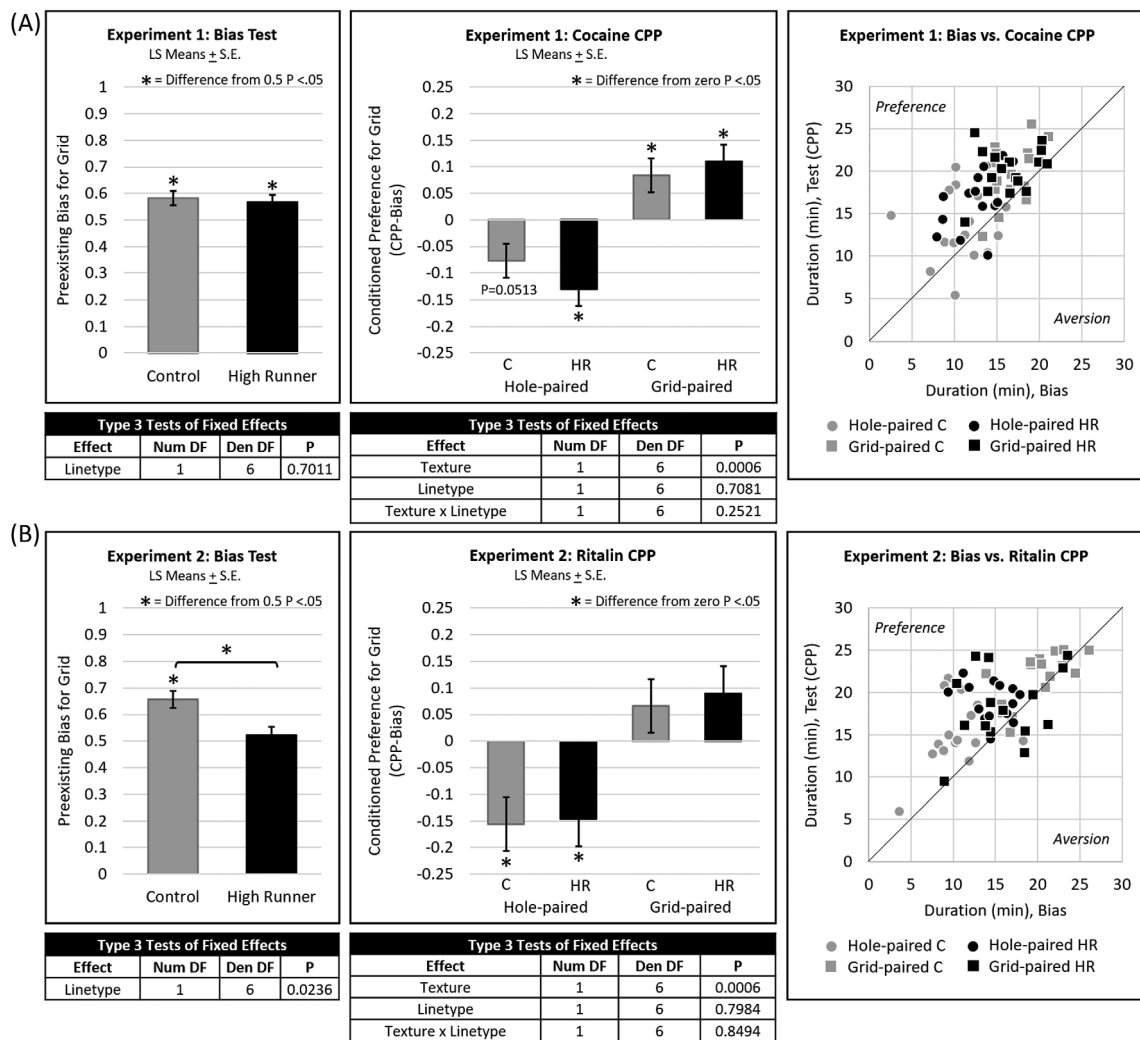 (A)
Experiment 1: Bias Test
LS Means ± S.E.
* = Difference from 0.5 P <.05
Preexisting Bias for Grid
1
0.9
0.8
0.7
0.6
0.5
0.4
0.3
0.2
0.1
0
* *
Control High Runner
Type 3 Tests of Fixed Effects
Effect Num DF Den DF P
Linetype 1 6 0.7011
Experiment 1: Cocaine CPP
LS Means ± S.E.
* = Difference from zero P <.05
Conditioned Preference for Grid
(CPP-Bias)
0.25
0.2
0.15
0.1
0.05
0
-0.05
-0.1
-0.15
-0.2
-0.25
* *
P=0.0513
*
C HR C HR
Hole-paired Grid-paired
Type 3 Tests of Fixed Effects
Effect Num DF Den DF P
Texture 1 6 0.0006
Linetype 1 6 0.7081
Texture x Linetype 1 6 0.2521
Experiment 1: Bias vs. Cocaine CPP
Duration (min), Test (CPP)
30
25
20
15
10
5
0
Preference
Aversion
0 5 10 15 20 25 30
Duration (min), Bias
Hole-paired C Hole-paired HR
Grid-paired C Grid-paired HR
(B)
Experiment 2: Bias Test
LS Means ± S.E.
* = Difference from 0.5 P <.05
Preexisting Bias for Grid
1
0.9
0.8
0.7
0.6
0.5
0.4
0.3
0.2
0.1
0
*
*
Control High Runner
Type 3 Tests of Fixed Effects
Effect Num DF Den DF P
Linetype 1 6 0.0236
Experiment 2: Ritalin CPP
LS Means ± S.E.
* = Difference from zero P <.05
Conditioned Preference for Grid
(CPP-Bias)
0.25
0.2
0.15
0.1
0.05
0
-0.05
-0.1
-0.15
-0.2
-0.25
* *
C HR C HR
Hole-paired Grid-paired
Type 3 Tests of Fixed Effects
Effect Num DF Den DF P
Texture 1 6 0.0006
Linetype 1 6 0.7984
Texture x Linetype 1 6 0.8494
Experiment 2: Bias vs. Ritalin CPP
Duration (min), Test (CPP)
30
25
20
15
10
5
0
Preference
Aversion
0 5 10 15 20 25 30
Duration (min), Bias
Hole-paired C Hole-paired HR
Grid-paired C Grid-paired HR